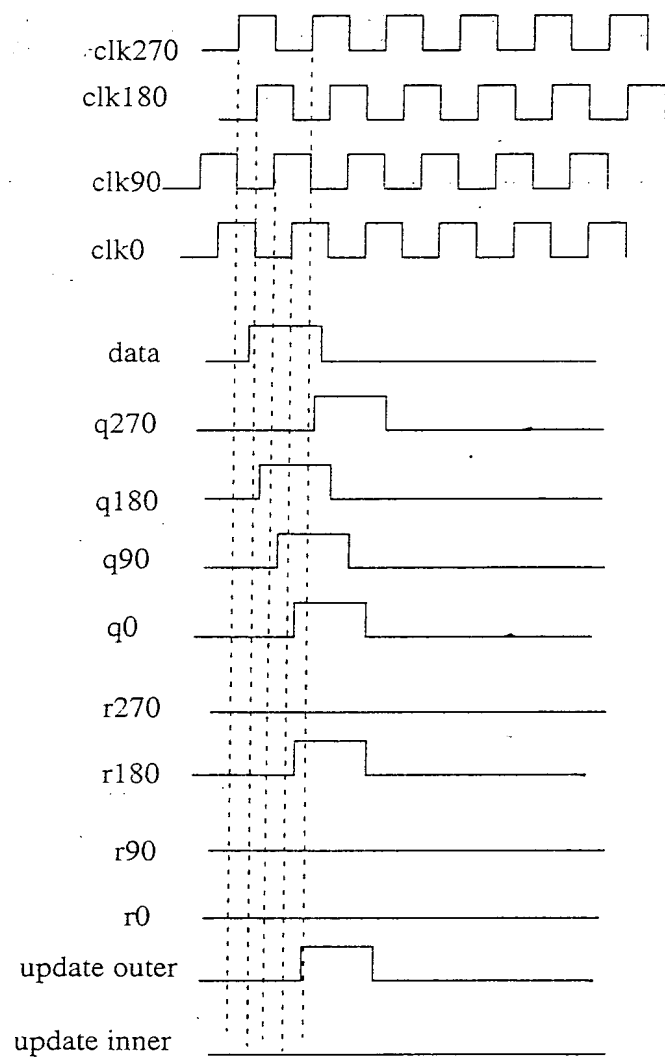 clk270
clk180
clk90
clk0
data
q270
q180
q90
q0
r270
r180
r90
r0
update outer
update inner